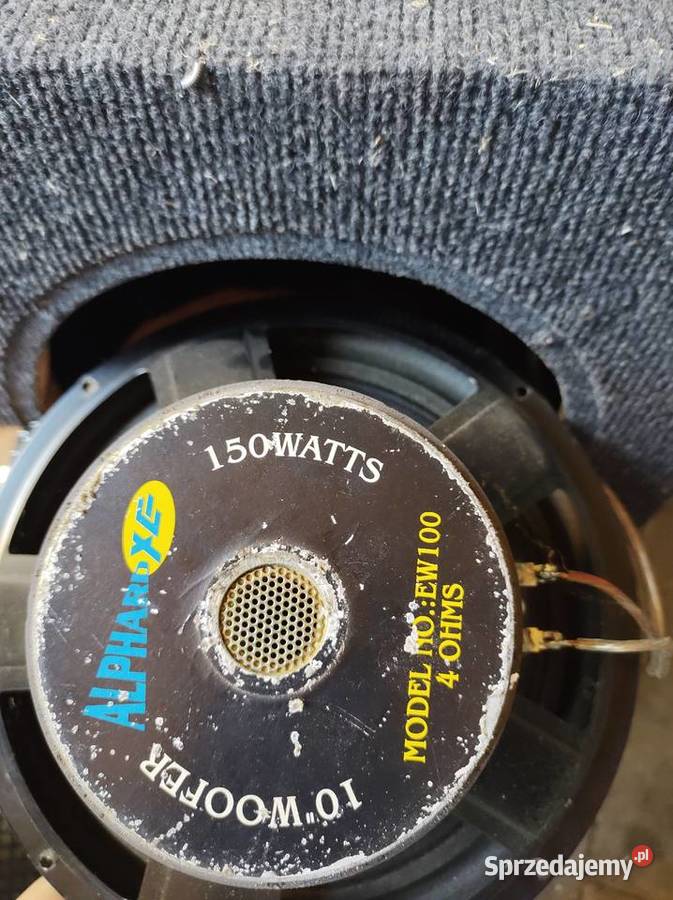 150WATTS
ALPHARD XE
MODEL NO.:EW100
4 OHMS
10"WOOFER
Sprzedajemy.pl